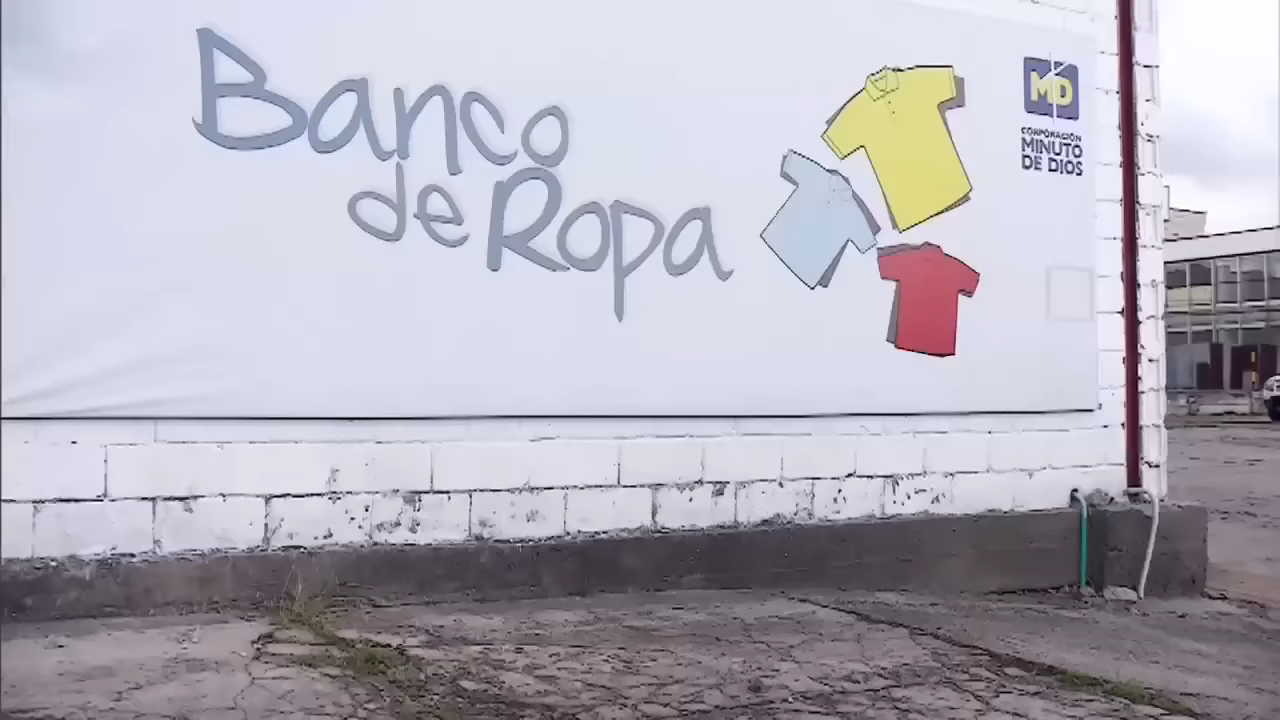 Banco
de Ropa
MD
CORPORACIÓN
MINUTO
DE DIOS